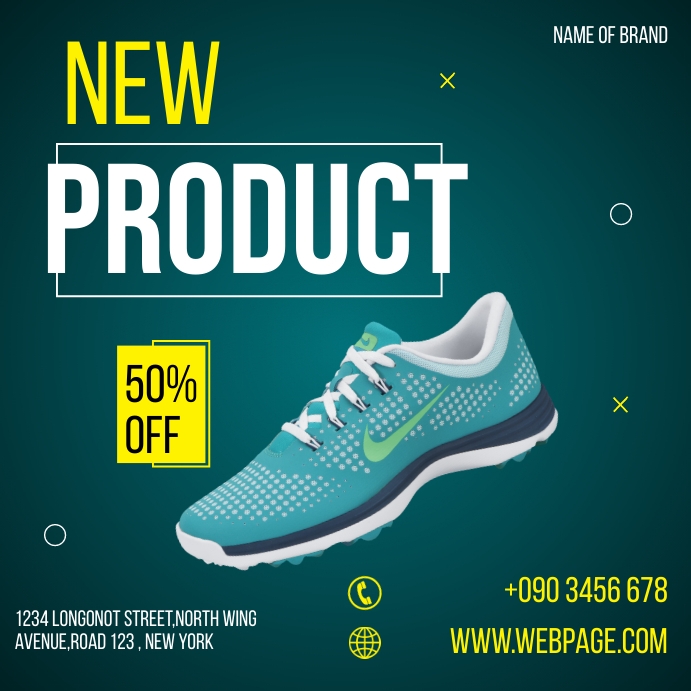 NAME OF BRAND
NEW
PRODUCT
50%
OFF
+090 3456 678
1234 LONGONOT STREET,NORTH WING
AVENUE,ROAD 123 , NEW YORK
WWW.WEBPAGE.COM